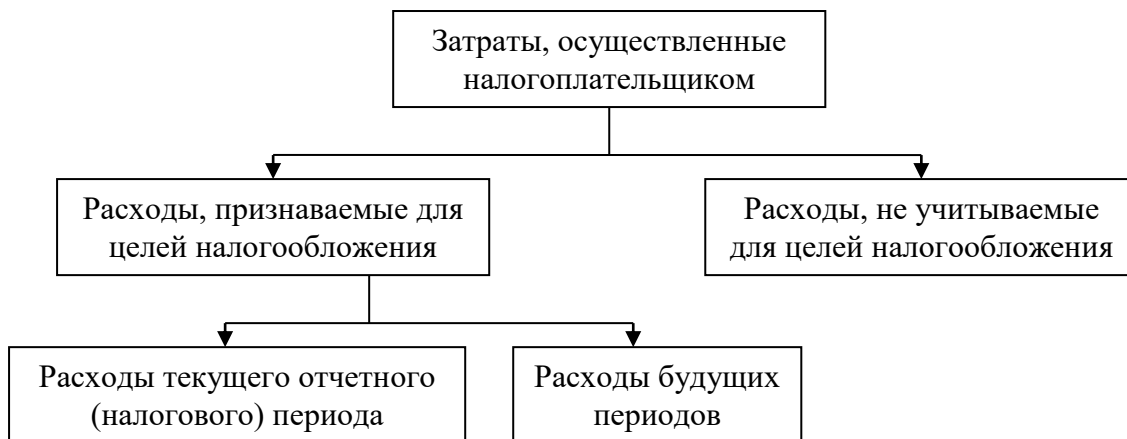 Затраты, осуществленные
налогоплательщиком
Расходы, признаваемые для
целей налогообложения
Расходы, не учитываемые
для целей налогообложения
Расходы текущего отчетного
(налогового) периода
Расходы будущих
периодов